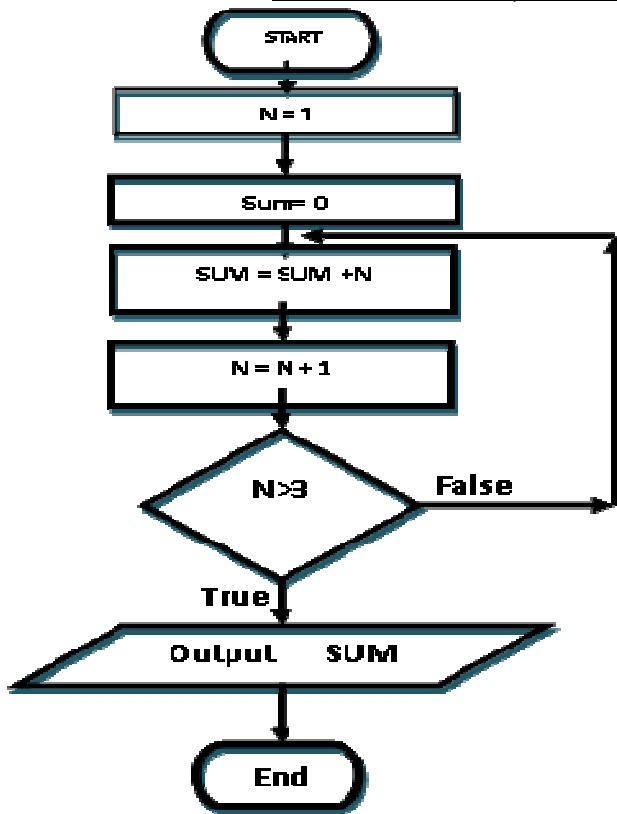 START
N = 1
Sum= 0
SUM = SUM +N
N = N + 1
N>3
False
True
Output SUM
End